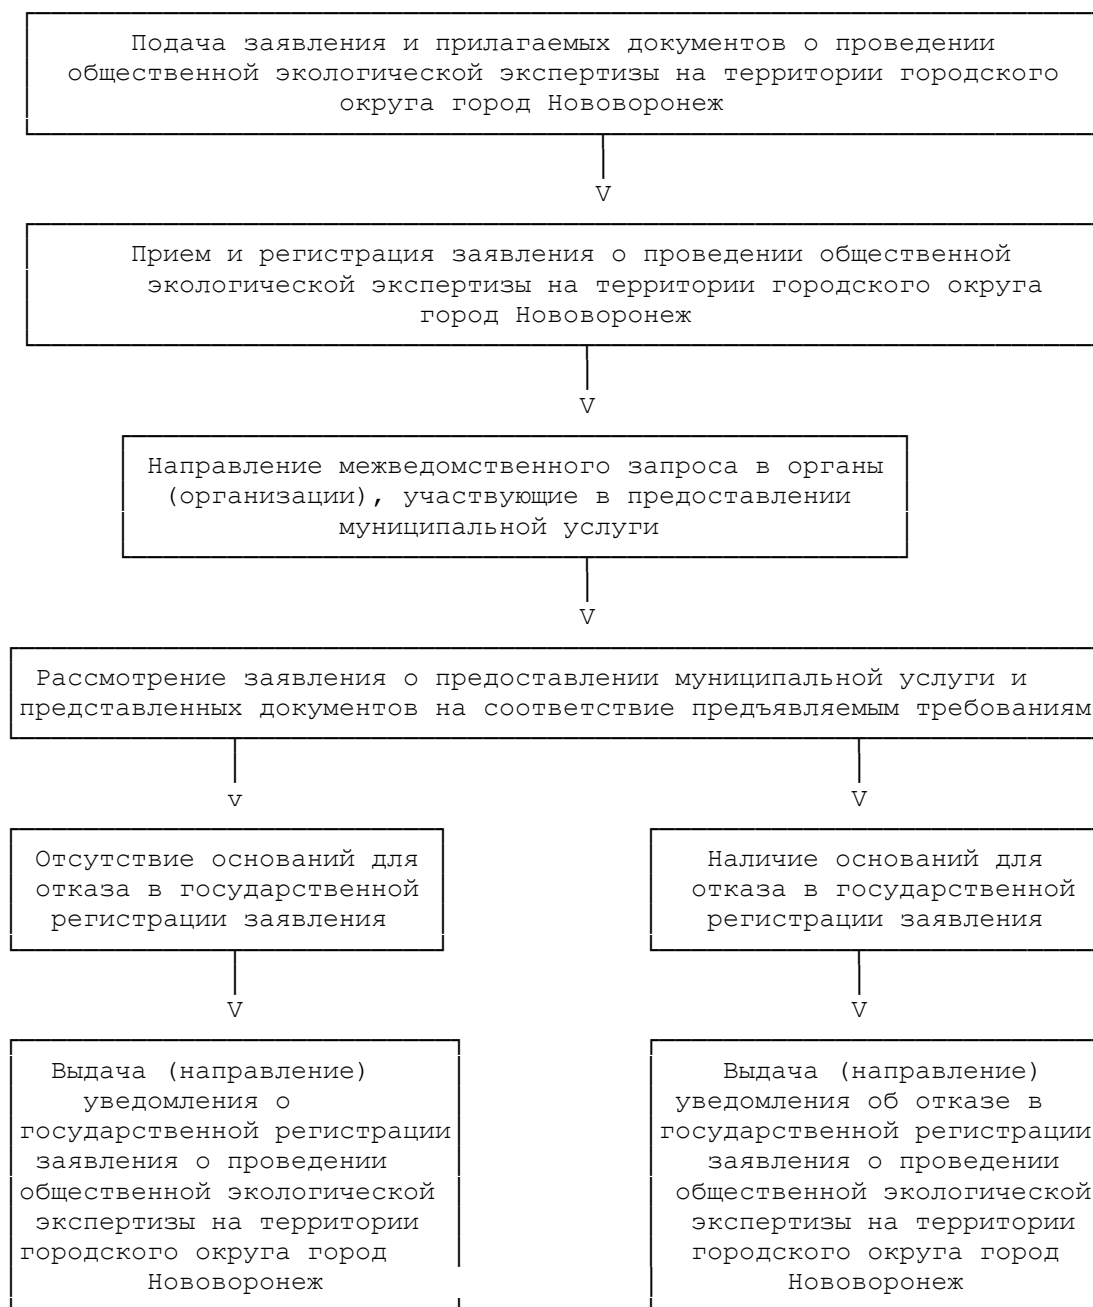 Подача заявления и прилагаемых документов о проведении
общественной экологической экспертизы на территории городского
округа город Нововоронеж
V
Прием и регистрация заявления о проведении общественной
экологической экспертизы на территории городского округа
город Нововоронеж
V
Направление межведомственного запроса в органы
(организации), участвующие в предоставлении
муниципальной услуги
V
Рассмотрение заявления о предоставлении муниципальной услуги и
представленных документов на соответствие предъявляемым требованиям
v
V
Отсутствие оснований для
отказа в государственной
регистрации заявления
V
Наличие оснований для
отказа в государственной
регистрации заявления
V
Выдача (направление)
уведомления о
государственной регистрации
заявления о проведении
общественной экологической
экспертизы на территории
городского округа город
Нововоронеж
Выдача (направление)
уведомления об отказе в
государственной регистрации
заявления о проведении
общественной экологической
экспертизы на территории
городского округа город
Нововоронеж